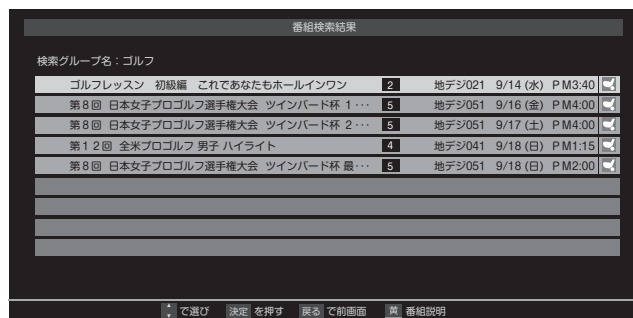 番組検索結果
検索グループ名：ゴルフ
ゴルフレッスン 初級編 これであなたもホールインワン 2 地デジ021 9/14 (水) PM3:40
第8回 日本女子プロゴルフ選手権大会 ツインバード杯 1･･･ 5 地デジ051 9/16 (金) PM4:00
第8回 日本女子プロゴルフ選手権大会 ツインバード杯 2･･･ 5 地デジ051 9/17 (土) PM4:00
第12回 全米プロゴルフ 男子 ハイライト 4 地デジ041 9/18 (日) PM1:15
第8回 日本女子プロゴルフ選手権大会 ツインバード杯 最･･･ 5 地デジ051 9/18 (日) PM2:00
で選び 決定 を押す 戻る で前画面 黄 番組説明